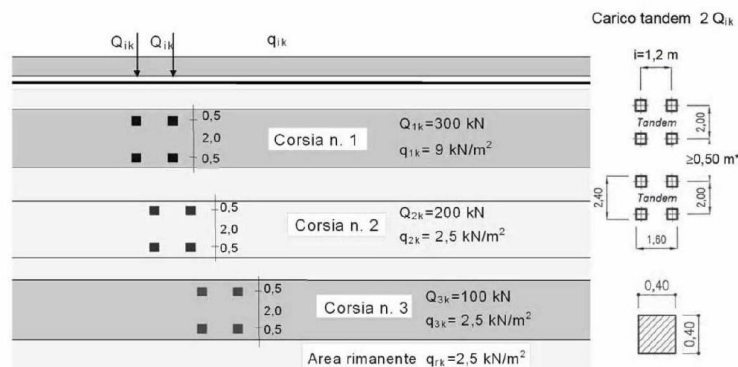 Carico tandem 2 Qik
Qik Qik qik
i=1,2 m
Tandem
2,00
≥0,50 m*
Tandem
2,40
2,00
1,60
0,40
0,40
0,5
2,0
0,5
Corsia n. 1
Q1k=300 kN
q1k= 9 kN/m²
0,5
2,0
0,5
Corsia n. 2
Q2k=200 kN
q2k= 2,5 kN/m²
0,5
2,0
0,5
Corsia n. 3
Q3k=100 kN
q3k= 2,5 kN/m²
Area rimanente qrk=2,5 kN/m²